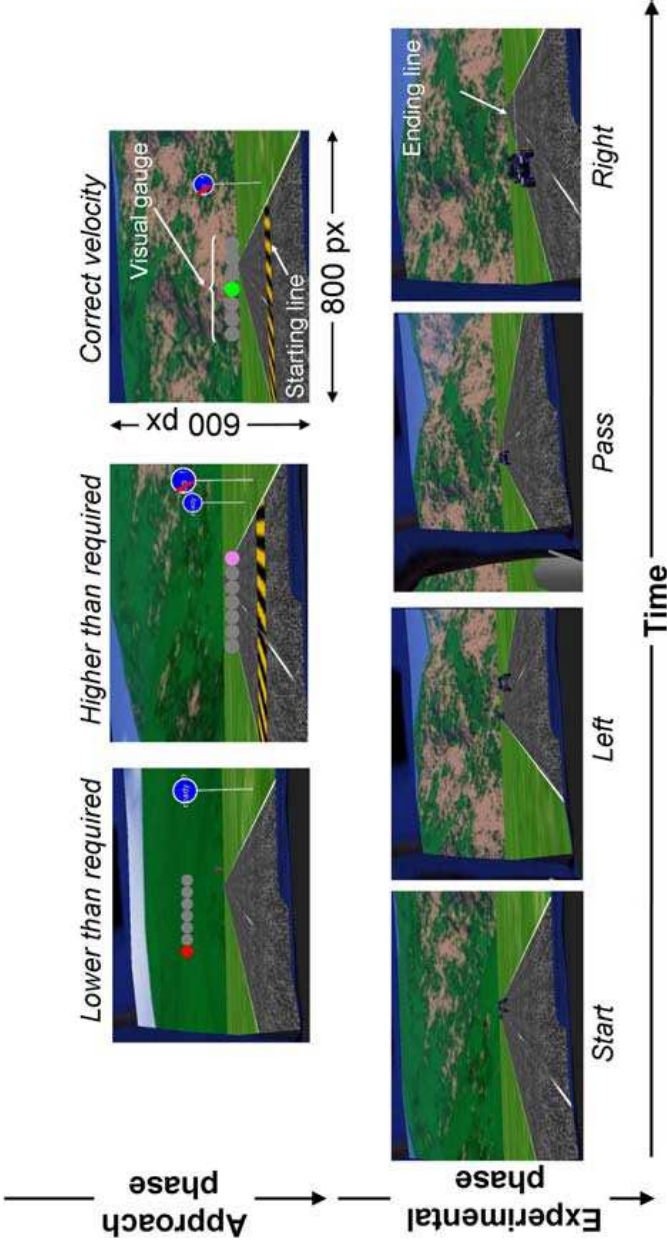 Approach
phase
Lower than required
Higher than required
Correct velocity
Visual gauge
Starting line
600 px
800 px
Experimental
phase
Start
Left
Pass
Right
Ending line
Time